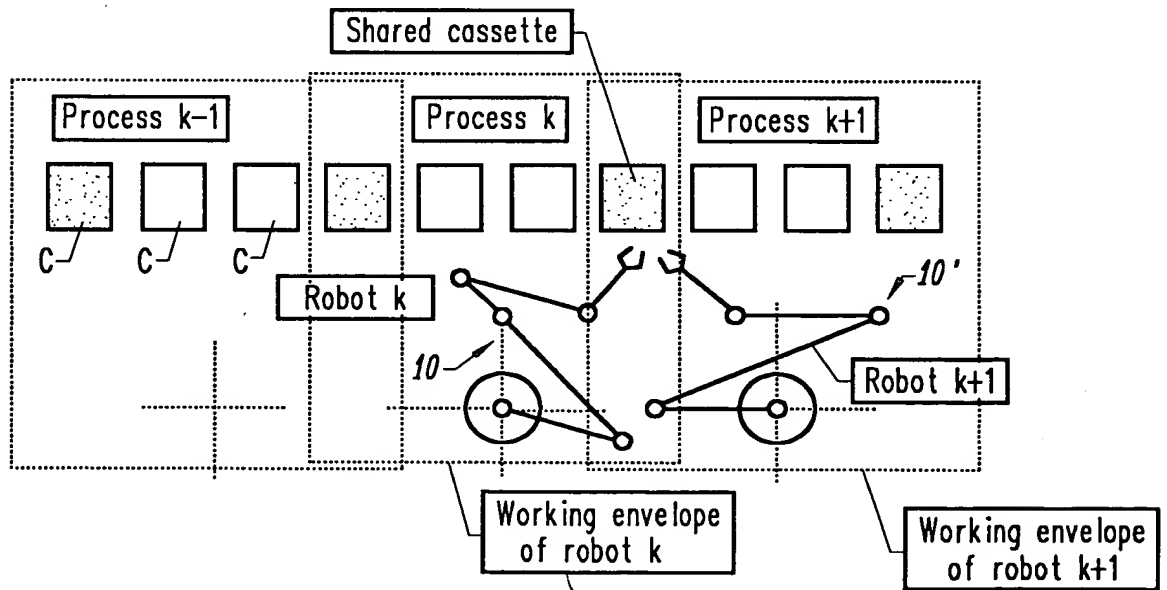 Shared cassette
Process k-1
Process k
Process k+1
C
C
C
Robot k
10'
10
Robot k+1
Working envelope
of robot k
Working envelope
of robot k+1